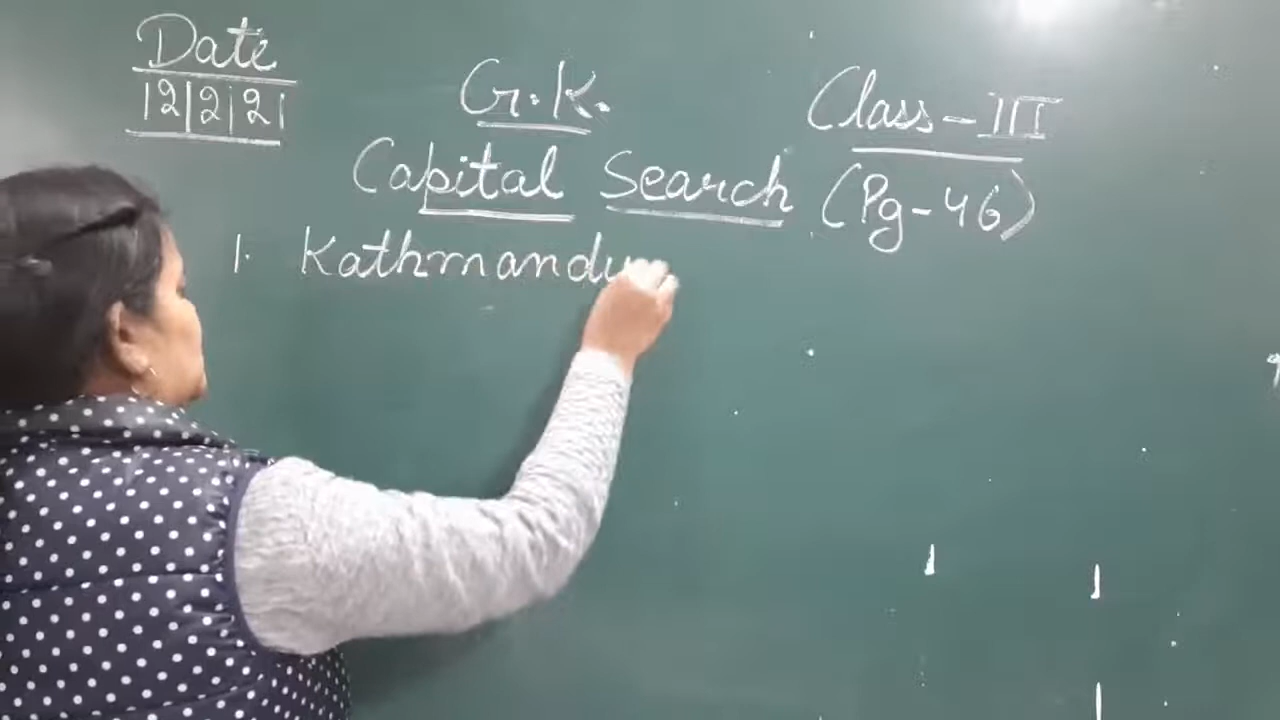 Date
12|2|21
G.K.
Class-III
Capital Search (Pg-46)
1. Kathmandu